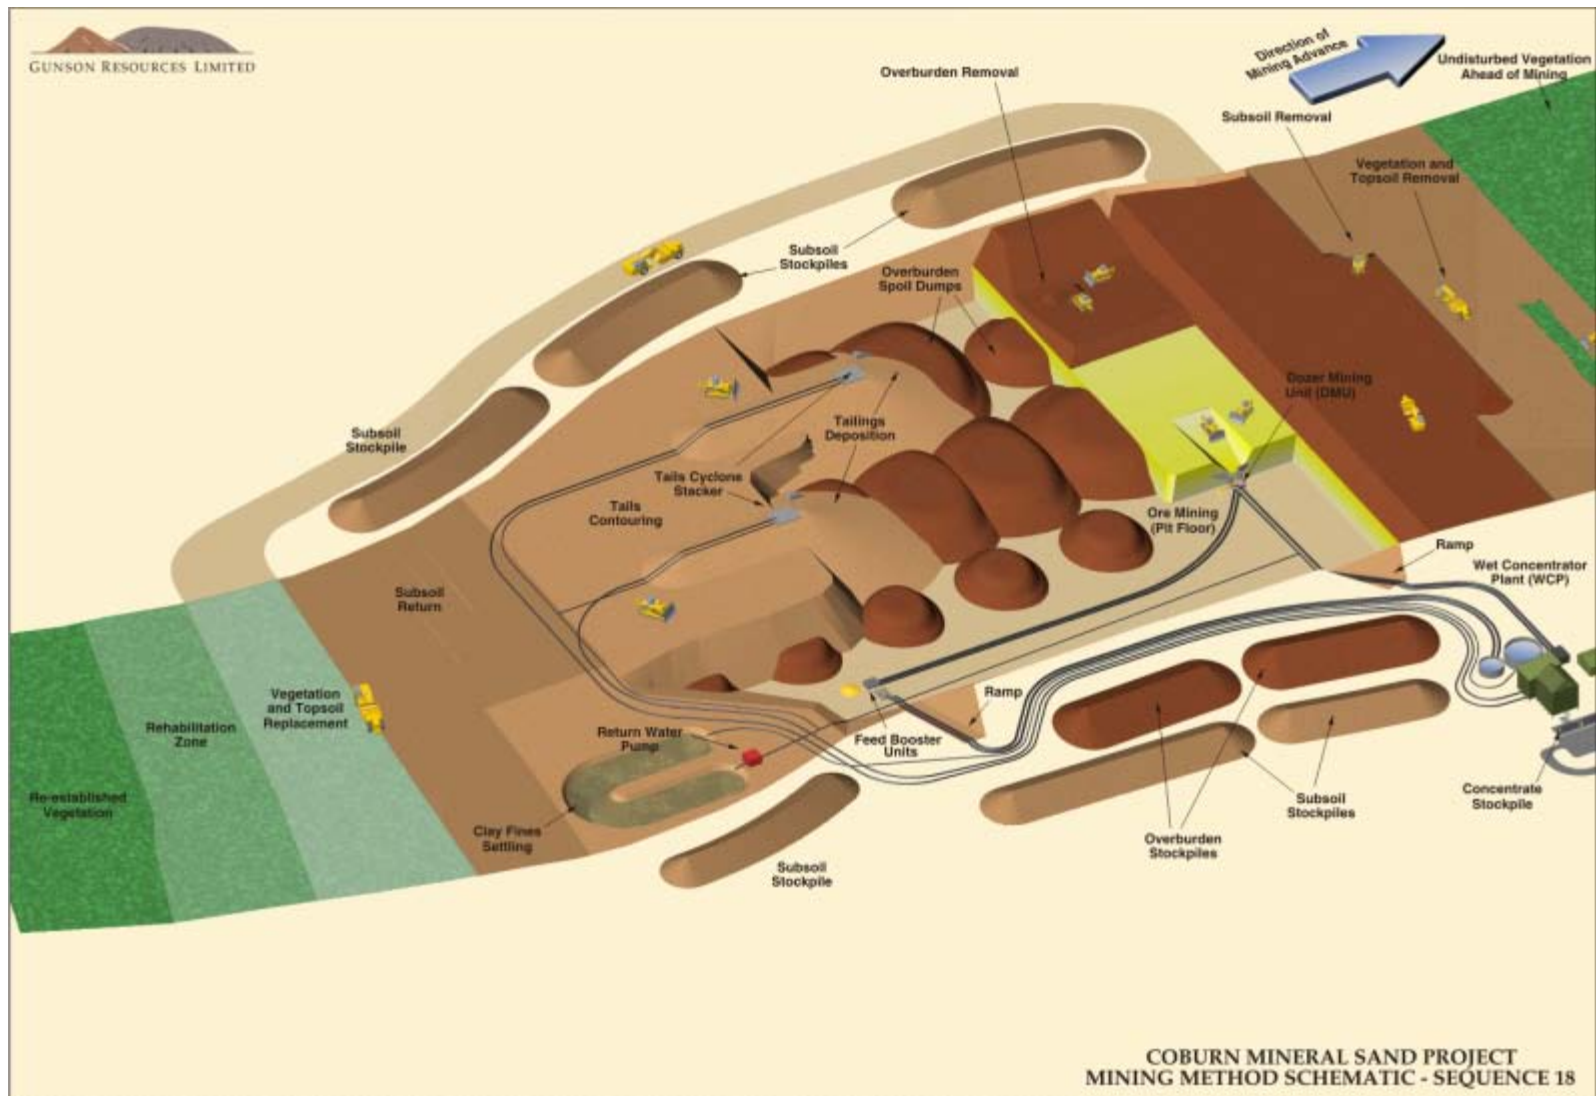 GUNSON RESOURCES LIMITED
Direction of
Mining Advance
Undisturbed Vegetation
Ahead of Mining
Overburden Removal
Subsoil Removal
Vegetation and
Topsoil Removal
Subsoil
Stockpiles
Overburden
Spoil Dumps
Dozer Mining
Unit (DMU)
Subsoil
Stockpile
Tailings
Deposition
Tails Cyclone
Stacker
Tails
Contouring
Ore Mining
(Pit Floor)
Ramp
Wet Concentrator
Plant (WCP)
Subsoil
Return
Vegetation
and Topsoil
Replacement
Rehabilitation
Zone
Ramp
Return Water
Pump
Feed Booster
Units
Re-established
Vegetation
Clay Fines
Settling
Subsoil
Stockpiles
Concentrate
Stockpile
Overburden
Stockpiles
Subsoil
Stockpile
COBURN MINERAL SAND PROJECT
MINING METHOD SCHEMATIC - SEQUENCE 18